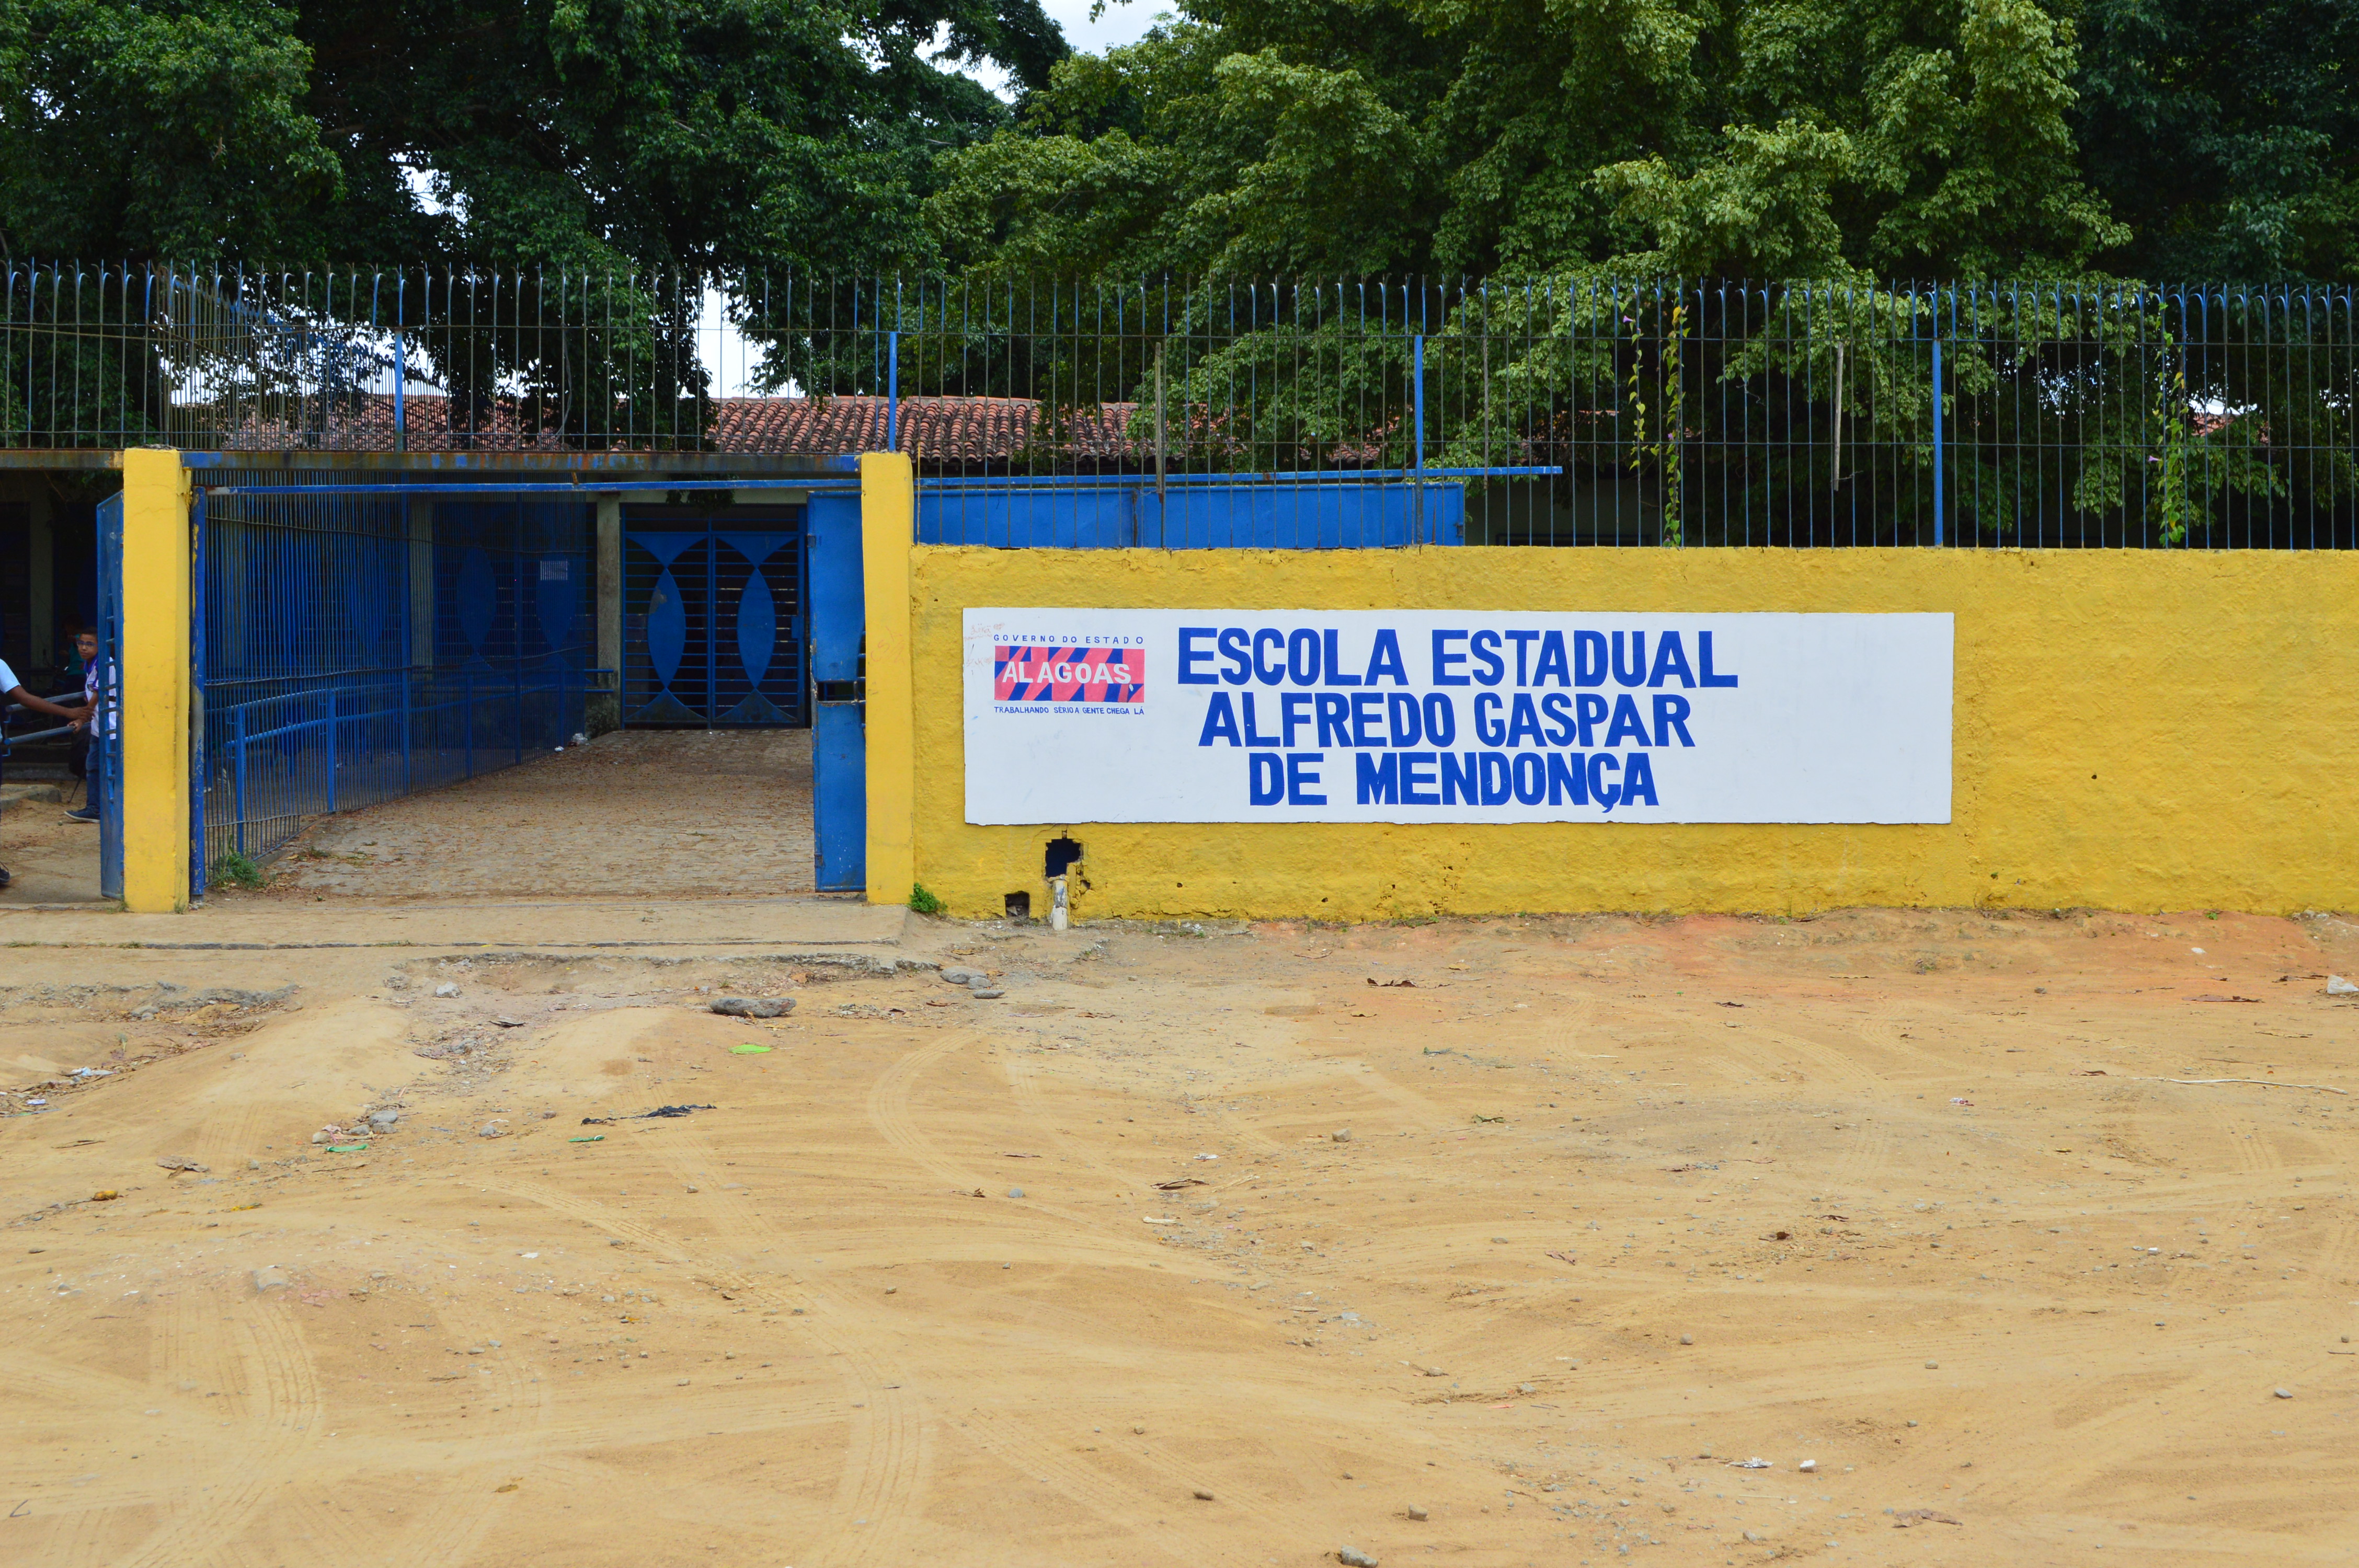 GOVERNO DO ESTADO
ALAGOAS
TRABALHANDO SÉRIO A GENTE CHEGA LÁ
ESCOLA ESTADUAL
ALFREDO GASPAR
DE MENDONÇA